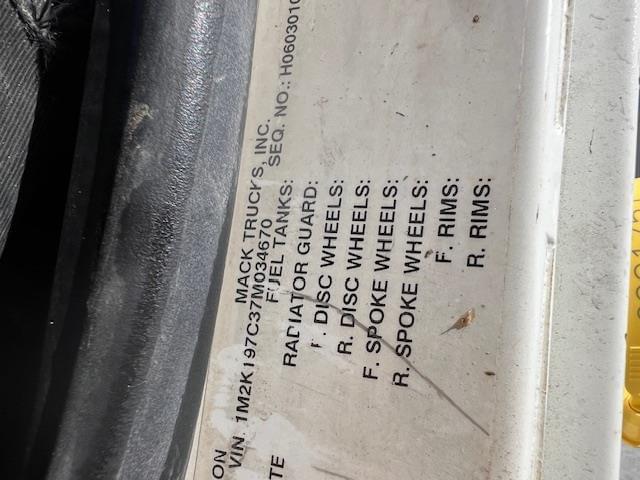 MACK TRUCKS, INC.
ON
VIN 1M2K197C37M034670
SEQ. NO.: H0603010
TE
FUEL TANKS:
RADIATOR GUARD:
F. DISC WHEELS:
R. DISC WHEELS:
F. SPOKE WHEELS:
R. SPOKE WHEELS:
F. RIMS:
R. RIMS: